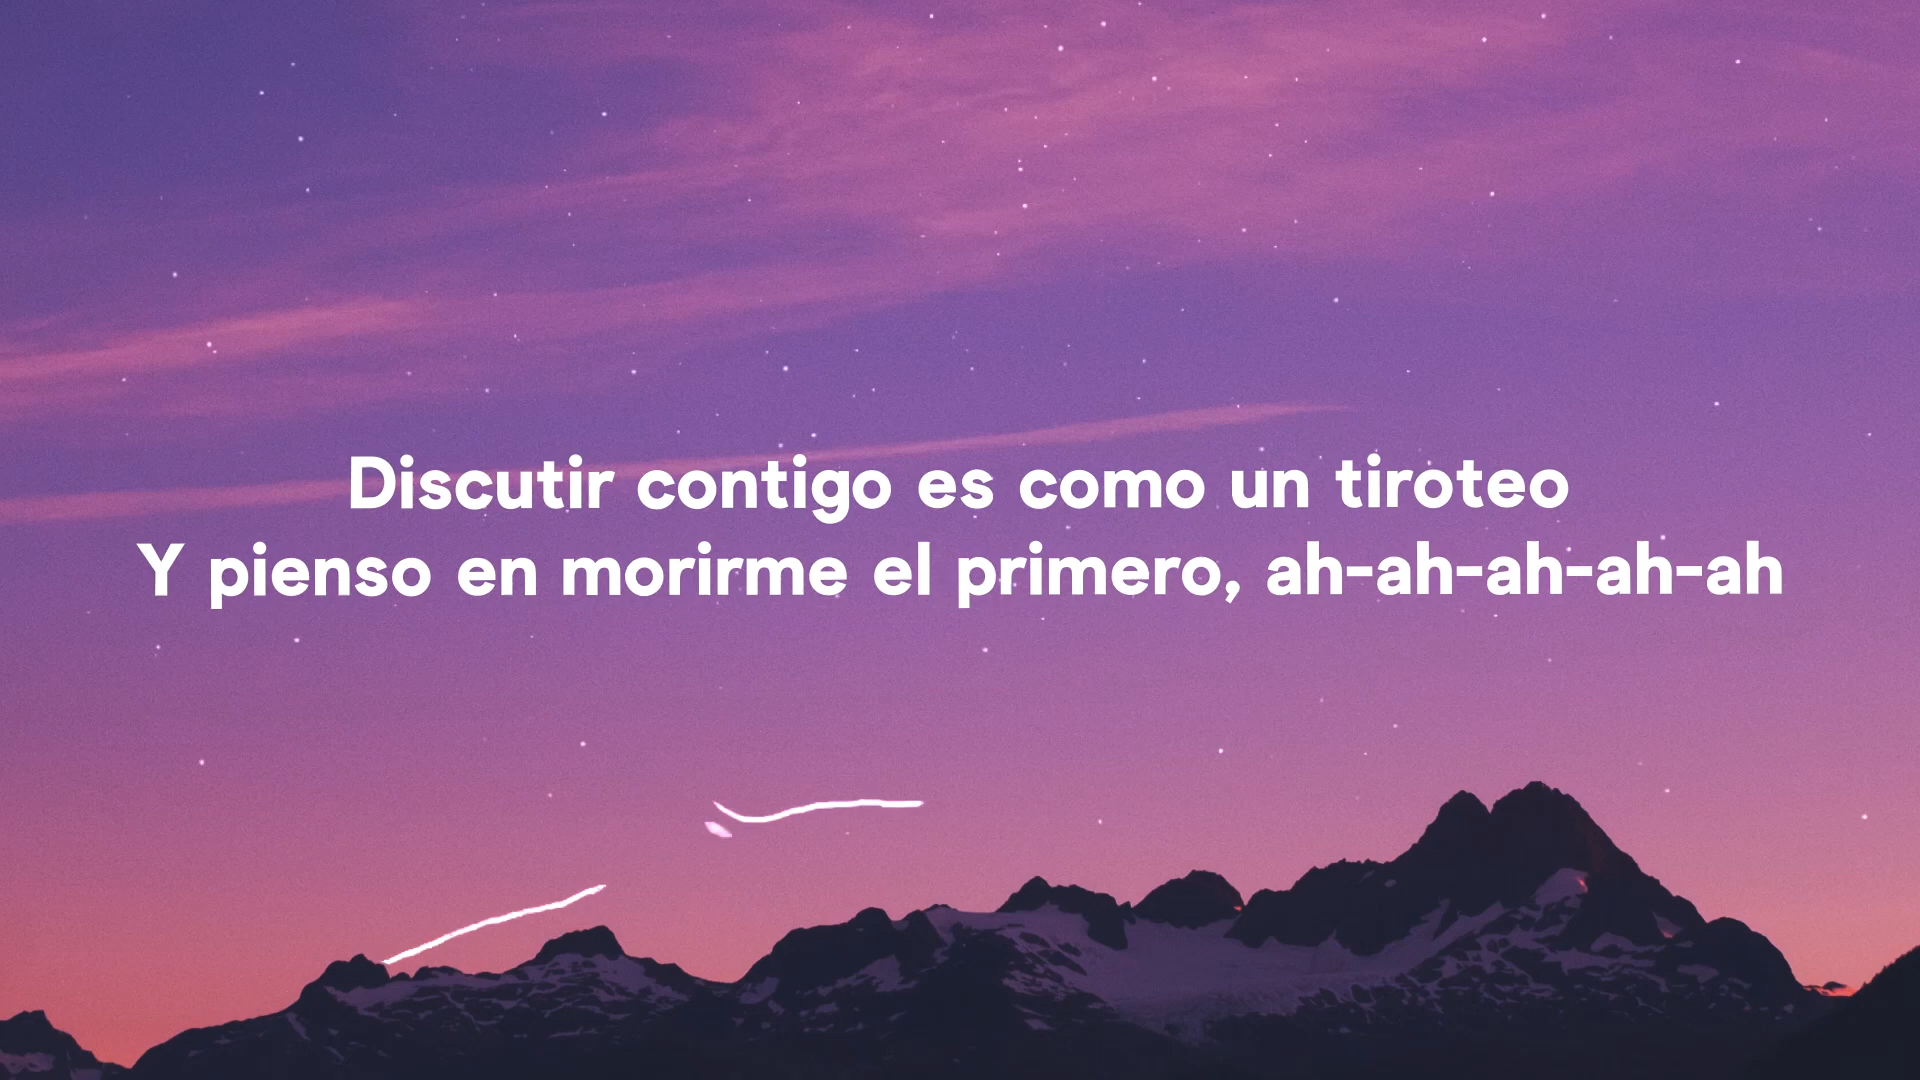 Discutir contigo es como un tiroteo
Y pienso en morirme el primero, ah-ah-ah-ah-ah